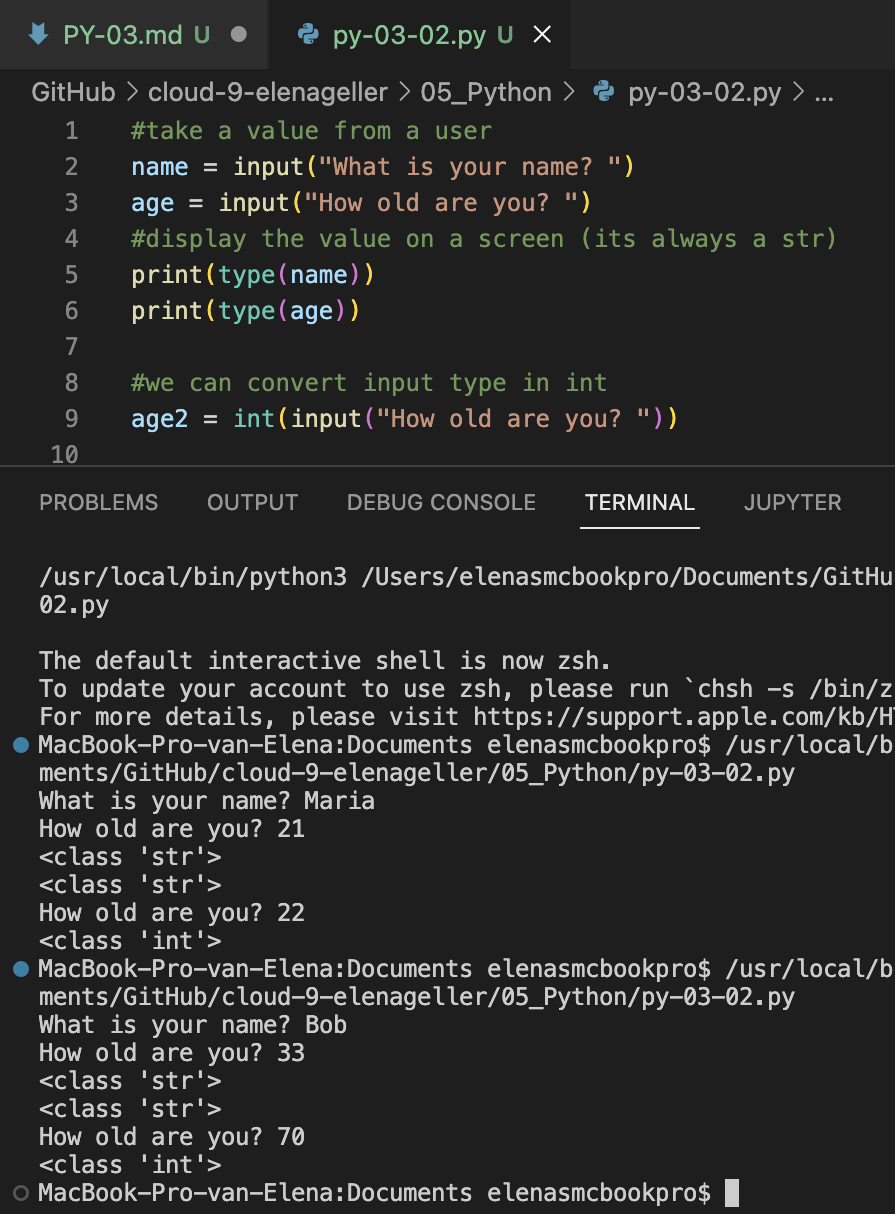 PY-03.md U
py-03-02.py U
GitHub > cloud-9-elenageller > 05_Python > py-03-02.py > ...
1 #take a value from a user
2 name = input("What is your name? ")
3 age = input("How old are you? ")
4 #display the value on a screen (its always a str)
5 print(type(name))
6 print(type(age))
7
8 #we can convert input type in int
9 age2 = int(input("How old are you? "))
10
PROBLEMS OUTPUT DEBUG CONSOLE TERMINAL JUPYTER
/usr/local/bin/python3 /Users/elenasmcbookpro/Documents/GitHu
02.py
The default interactive shell is now zsh.
To update your account to use zsh, please run `chsh -s /bin/z
For more details, please visit https://support.apple.com/kb/H
MacBook-Pro-van-Elena:Documents elenasmcbookpro$ /usr/local/b
ments/GitHub/cloud-9-elenageller/05_Python/py-03-02.py
What is your name? Maria
How old are you? 21
<class 'str'>
<class 'str'>
How old are you? 22
<class 'int'>
MacBook-Pro-van-Elena:Documents elenasmcbookpro$ /usr/local/b
ments/GitHub/cloud-9-elenageller/05_Python/py-03-02.py
What is your name? Bob
How old are you? 33
<class 'str'>
<class 'str'>
How old are you? 70
<class 'int'>
MacBook-Pro-van-Elena:Documents elenasmcbookpro$